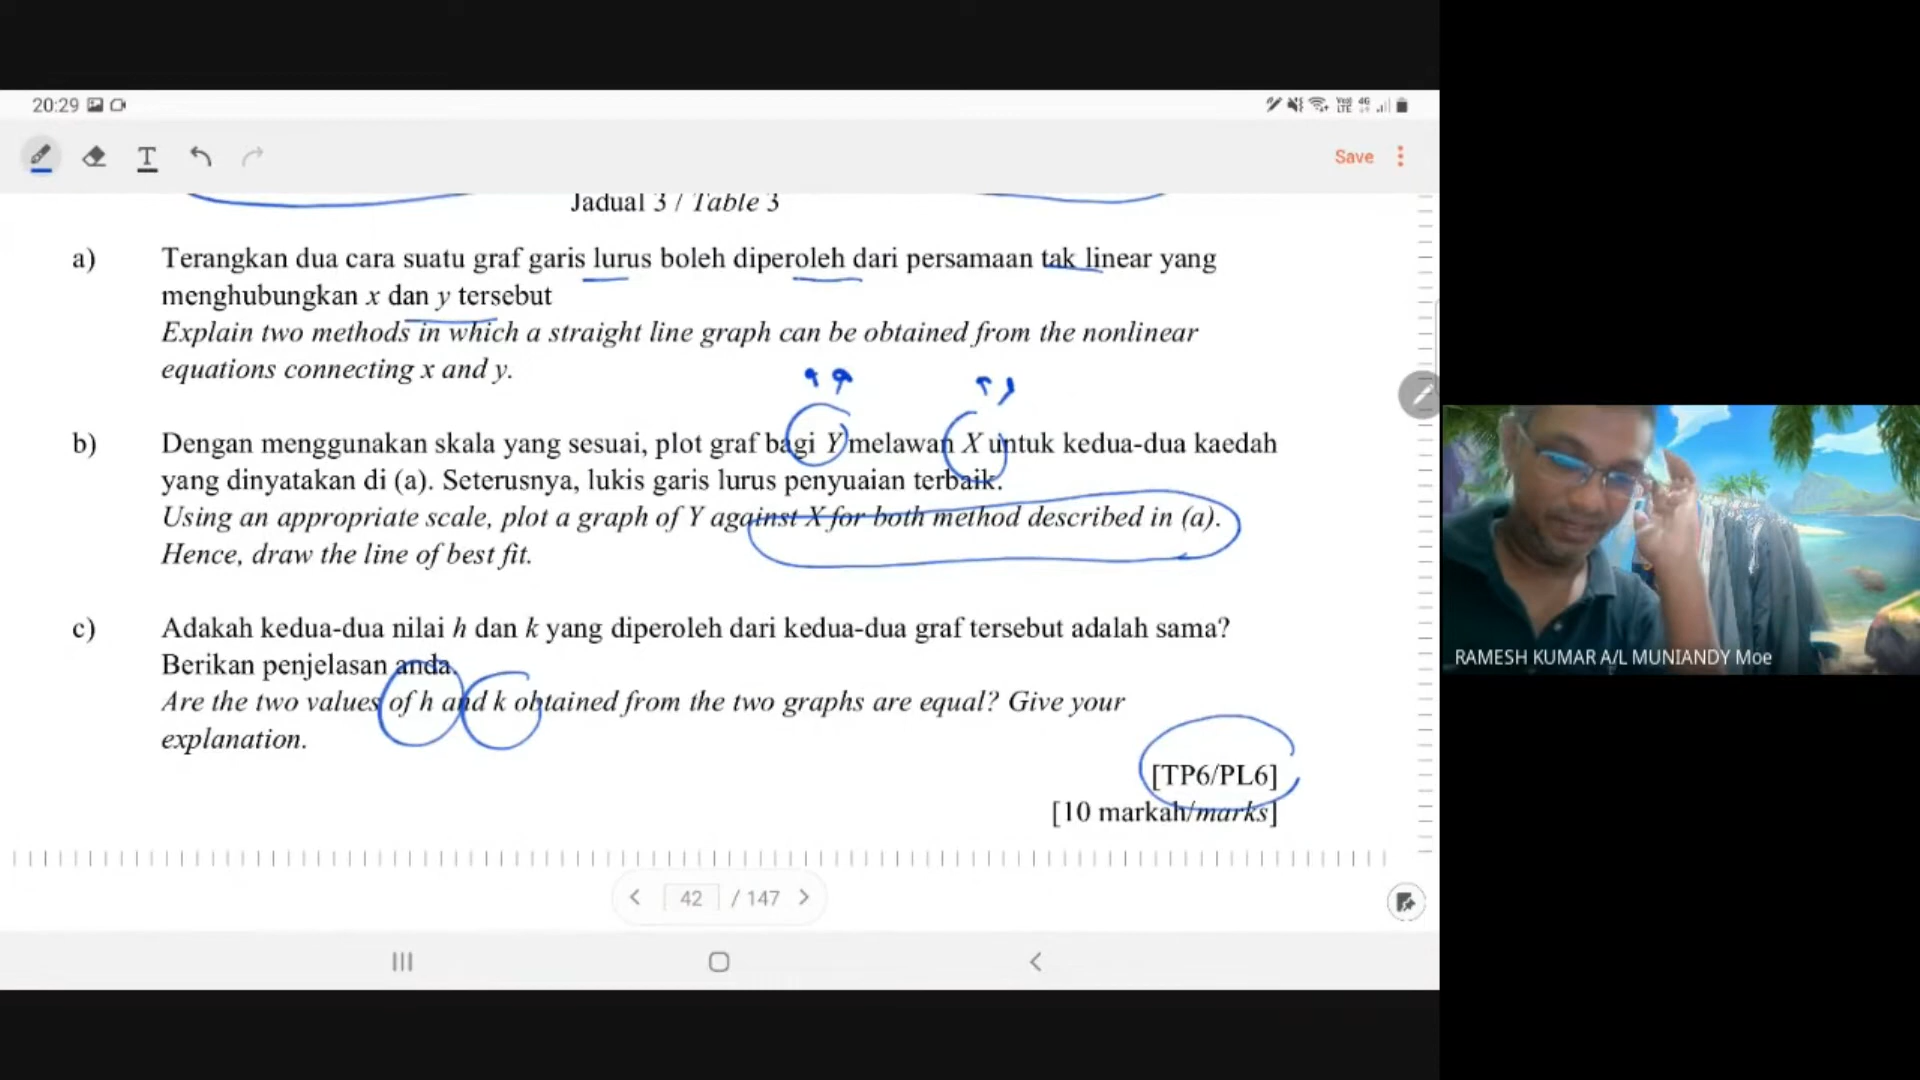 20:29
Vo)) 4G
LTE
T
Save
Jadual 3 / Table 3
a) Terangkan dua cara suatu graf garis lurus boleh diperoleh dari persamaan tak linear yang
menghubungkan x dan y tersebut
Explain two methods in which a straight line graph can be obtained from the nonlinear
equations connecting x and y.
b) Dengan menggunakan skala yang sesuai, plot graf bagi Y melawan X untuk kedua-dua kaedah
yang dinyatakan di (a). Seterusnya, lukis garis lurus penyuaian terbaik.
Using an appropriate scale, plot a graph of Y against X for both method described in (a).
Hence, draw the line of best fit.
c) Adakah kedua-dua nilai h dan k yang diperoleh dari kedua-dua graf tersebut adalah sama?
Berikan penjelasan anda.
Are the two values of h and k obtained from the two graphs are equal? Give your
explanation.
[TP6/PL6]
[10 markah/marks]
42 / 147
RAMESH KUMAR A/L MUNIANDY Moe